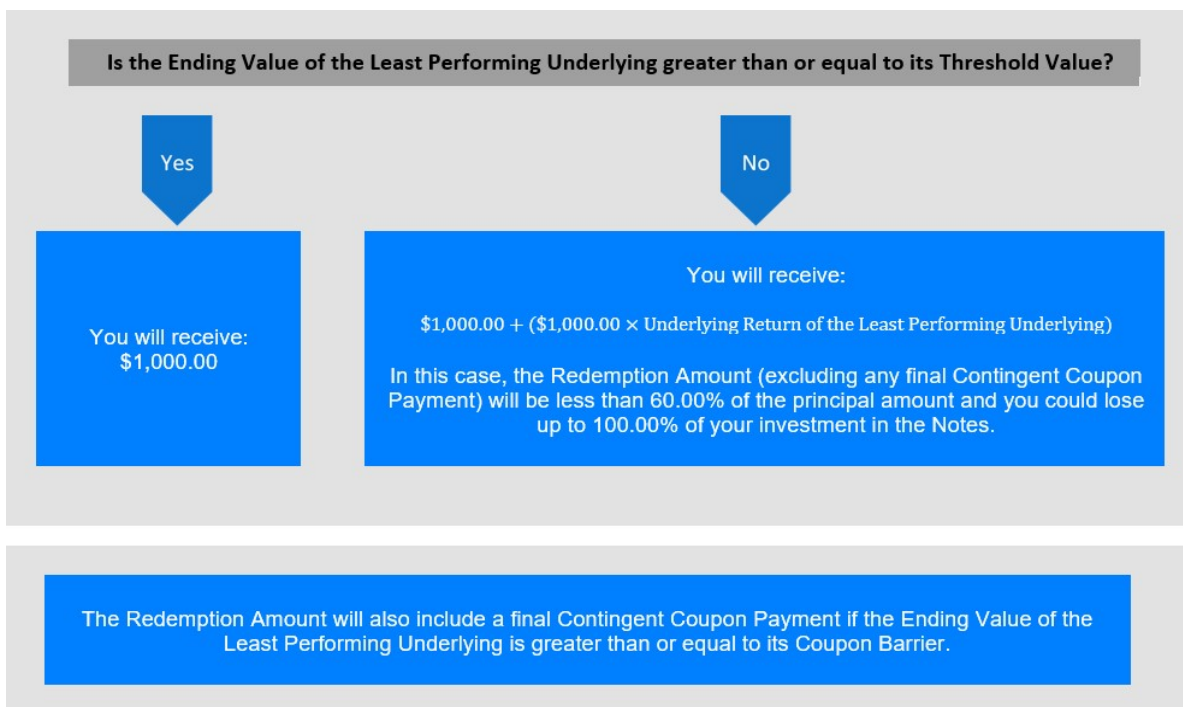 Is the Ending Value of the Least Performing Underlying greater than or equal to its Threshold Value?
Yes
No
You will receive:
$1,000.00
You will receive:
$1,000.00 + ($1,000.00 × Underlying Return of the Least Performing Underlying)
In this case, the Redemption Amount (excluding any final Contingent Coupon
Payment) will be less than 60.00% of the principal amount and you could lose
up to 100.00% of your investment in the Notes.
The Redemption Amount will also include a final Contingent Coupon Payment if the Ending Value of the
Least Performing Underlying is greater than or equal to its Coupon Barrier.